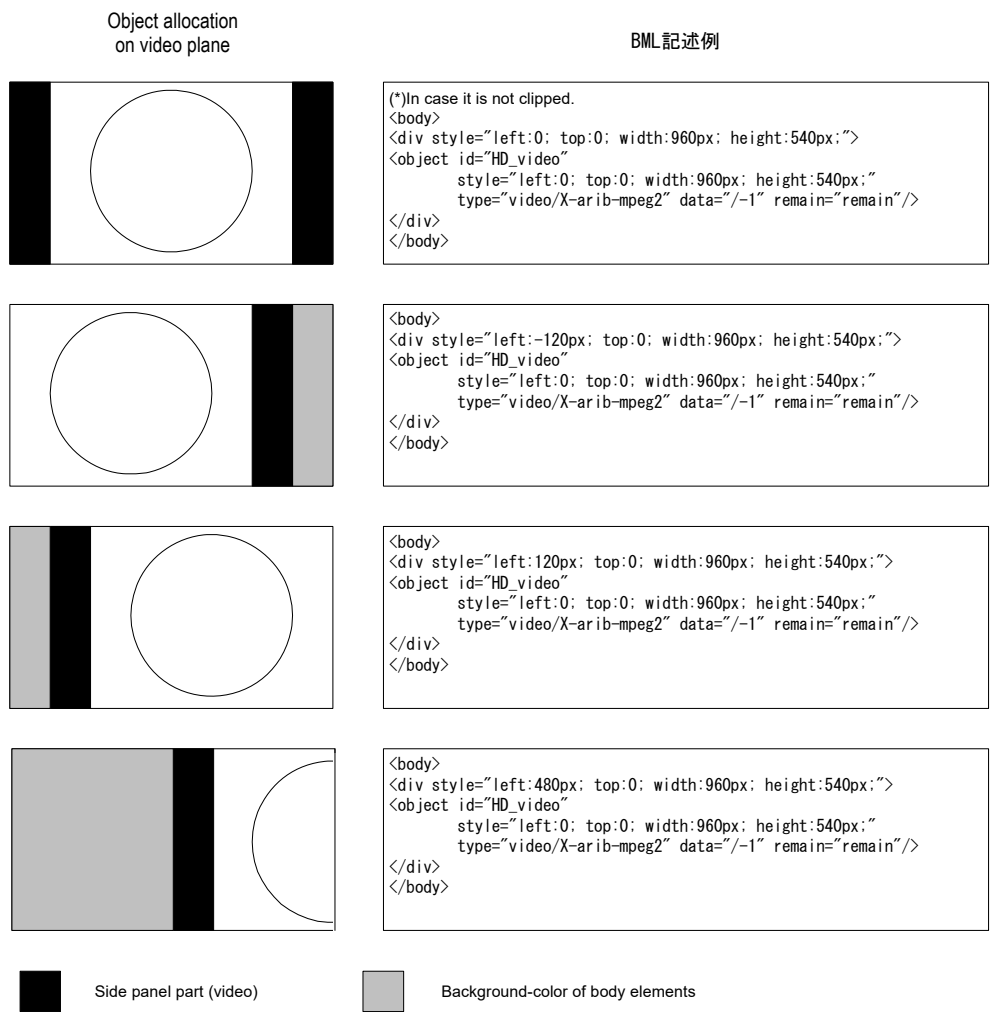 Object allocation
on video plane
BML記述例
(*)In case it is not clipped.
<body>
<div style="left:0; top:0; width:960px; height:540px;">
<object id="HD_video"
style="left:0; top:0; width:960px; height:540px;"
type="video/X-arib-mpeg2" data="/-1" remain="remain"/>
</div>
</body>
<body>
<div style="left:-120px; top:0; width:960px; height:540px;">
<object id="HD_video"
style="left:0; top:0; width:960px; height:540px;"
type="video/X-arib-mpeg2" data="/-1" remain="remain"/>
</div>
</body>
<body>
<div style="left:120px; top:0; width:960px; height:540px;">
<object id="HD_video"
style="left:0; top:0; width:960px; height:540px;"
type="video/X-arib-mpeg2" data="/-1" remain="remain"/>
</div>
</body>
<body>
<div style="left:480px; top:0; width:960px; height:540px;">
<object id="HD_video"
style="left:0; top:0; width:960px; height:540px;"
type="video/X-arib-mpeg2" data="/-1" remain="remain"/>
</div>
</body>
Side panel part (video)
Background-color of body elements